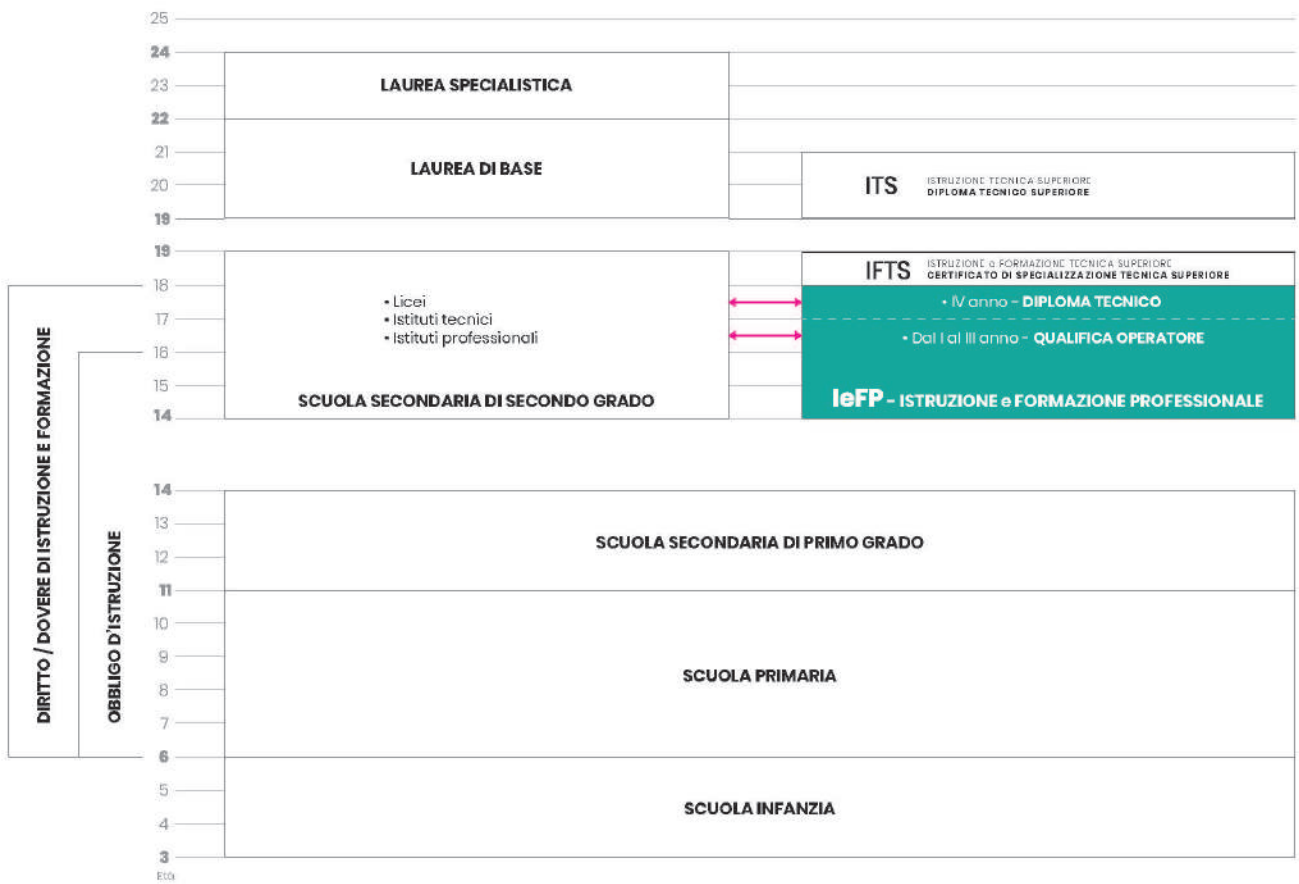 25
24
23
LAUREA SPECIALISTICA
22
21
LAUREA DI BASE
20
ITS
ISTRUZIONE TECNICA SUPERIORE
DIPLOMA TECNICO SUPERIORE
19
19
IFTS
ISTRUZIONE e FORMAZIONE TECNICA SUPERIORE
CERTIFICATO DI SPECIALIZZAZIONE TECNICA SUPERIORE
18
• Licei
• IV anno - DIPLOMA TECNICO
17
• Istituti tecnici
• Istituti professionali
• Dal I al III anno - QUALIFICA OPERATORE
16
15
SCUOLA SECONDARIA DI SECONDO GRADO
IeFP - ISTRUZIONE e FORMAZIONE PROFESSIONALE
14
14
13
SCUOLA SECONDARIA DI PRIMO GRADO
12
11
10
9
SCUOLA PRIMARIA
8
7
6
5
SCUOLA INFANZIA
4
3
Età
DIRITTO / DOVERE DI ISTRUZIONE E FORMAZIONE
OBBLIGO D'ISTRUZIONE